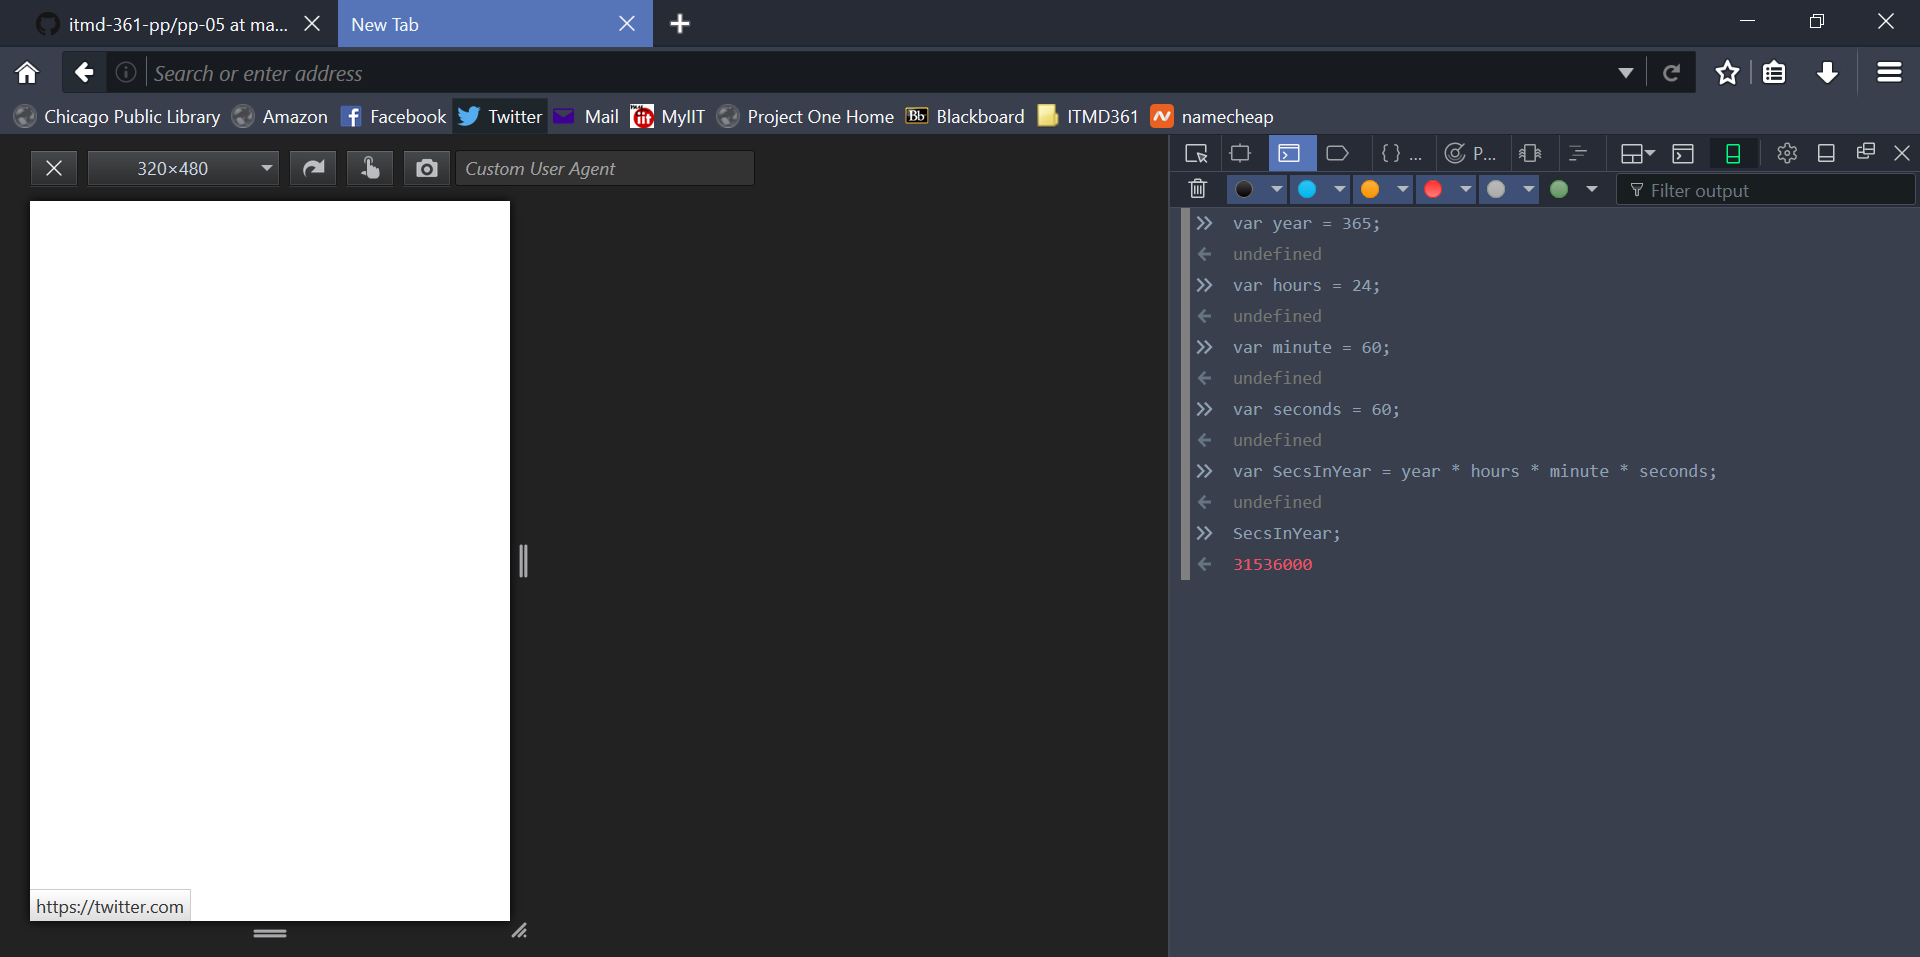 itmd-361-pp/pp-05 at ma...
New Tab
Search or enter address
Chicago Public Library Amazon Facebook Twitter Mail MyIIT Project One Home Bb Blackboard ITMD361 namecheap
320×480
Custom User Agent
{ } ... P...
Filter output
var year = 365;
undefined
var hours = 24;
undefined
var minute = 60;
undefined
var seconds = 60;
undefined
var SecsInYear = year * hours * minute * seconds;
undefined
SecsInYear;
31536000
https://twitter.com